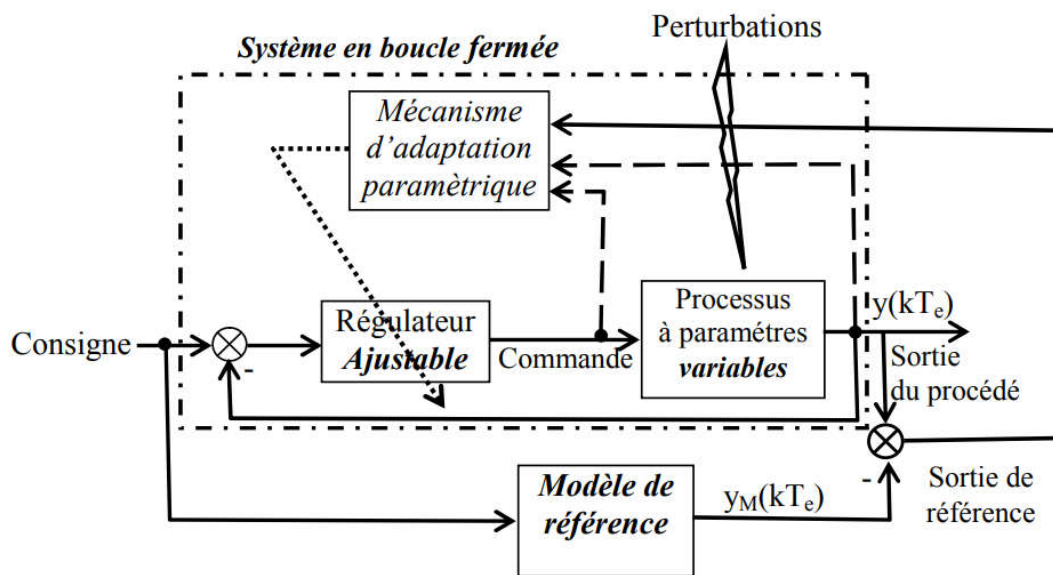 Perturbations
Système en boucle fermée
Mécanisme
d’adaptation
paramètrique
Consigne
-
Régulateur
Ajustable
Commande
Processus
à paramétres
variables
y(kTe)
Sortie
du procédé
-
Modèle de
référence
yM(kTe)
Sortie de
référence